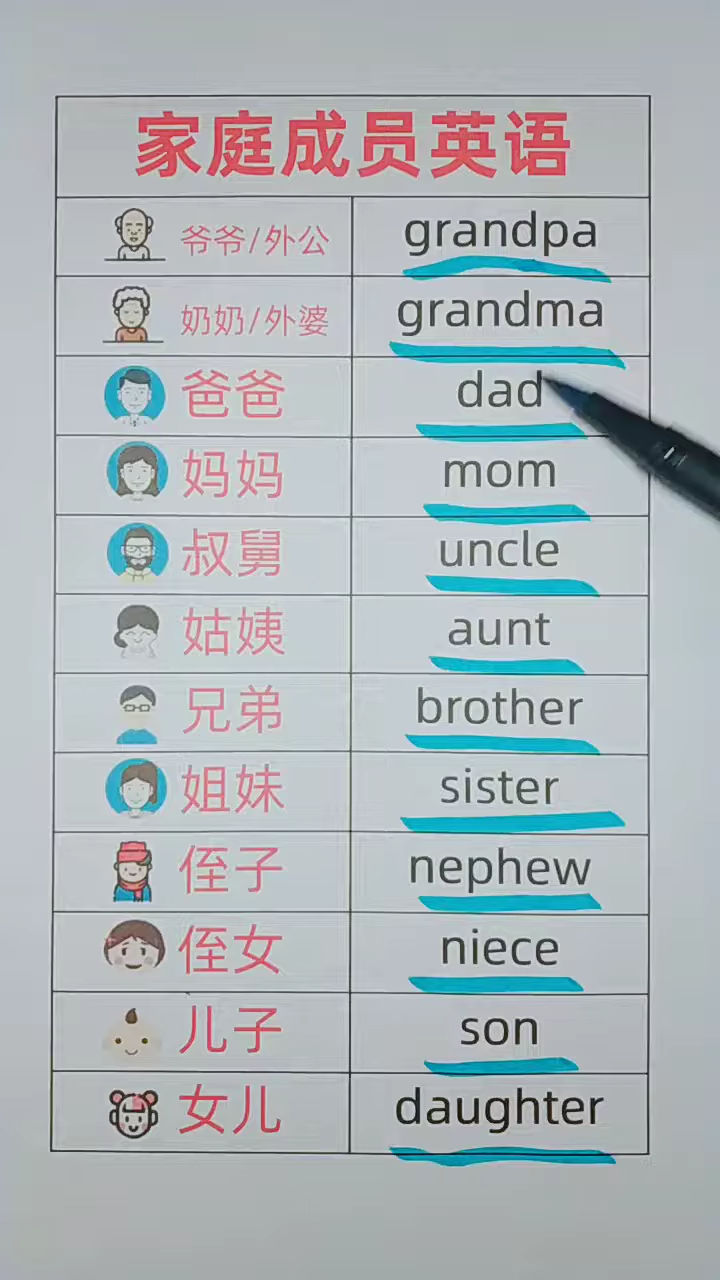 家庭成员英语
爷爷/外公 grandpa
奶奶/外婆 grandma
爸爸 dad
妈妈 mom
叔舅 uncle
姑姨 aunt
兄弟 brother
姐妹 sister
侄子 nephew
侄女 niece
儿子 son
女儿 daughter